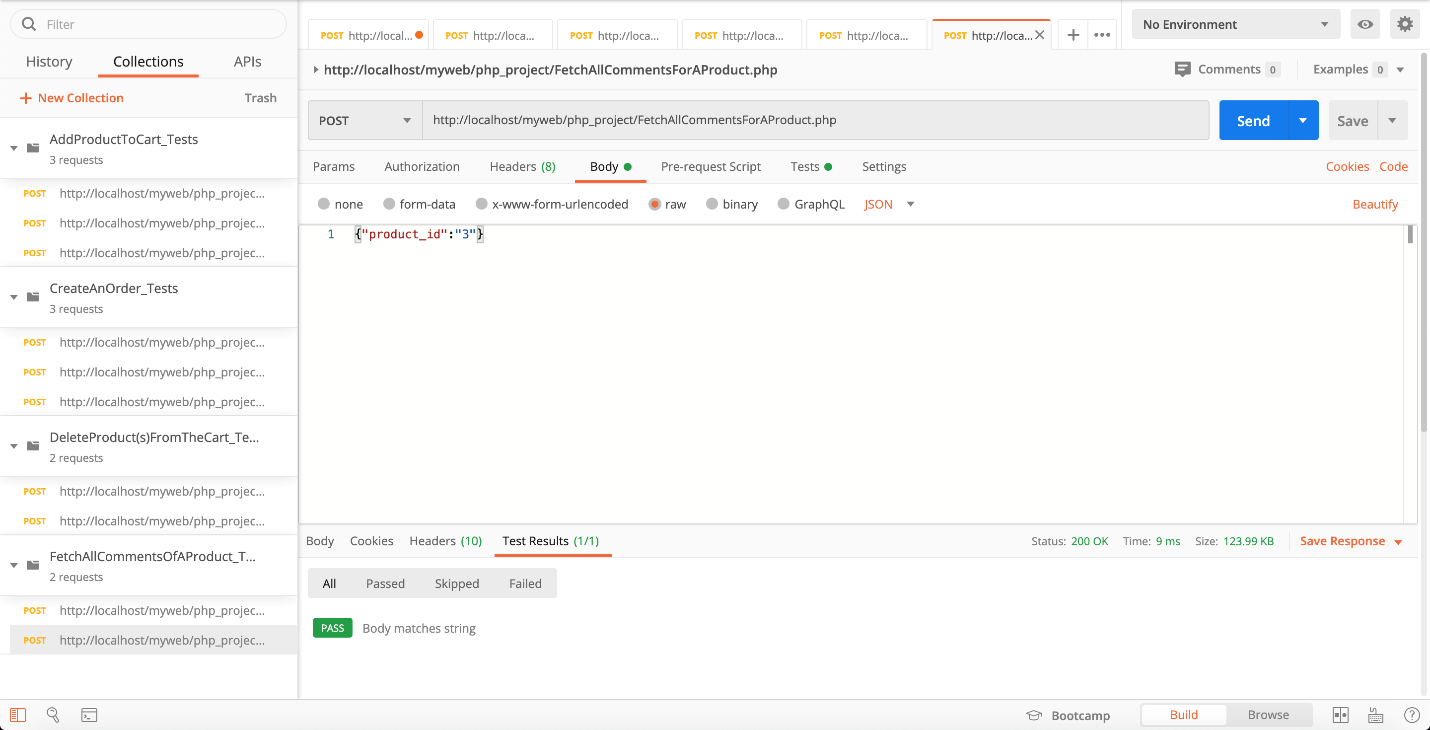 Filter
History Collections APIs
+ New Collection Trash
AddProductToCart_Tests
3 requests
POST http://localhost/myweb/php_projec...
POST http://localhost/myweb/php_projec...
POST http://localhost/myweb/php_projec...
CreateAnOrder_Tests
3 requests
POST http://localhost/myweb/php_projec...
POST http://localhost/myweb/php_projec...
POST http://localhost/myweb/php_projec...
DeleteProduct(s)FromTheCart_Te...
2 requests
POST http://localhost/myweb/php_projec...
POST http://localhost/myweb/php_projec...
FetchAllCommentsOfAProduct_T...
2 requests
POST http://localhost/myweb/php_projec...
POST http://localhost/myweb/php_projec...
POST http://local... POST http://loca... POST http://loca... POST http://loca... POST http://loca... POST http://loca... No Environment
http://localhost/myweb/php_project/FetchAllCommentsForAProduct.php Comments 0 Examples 0
POST http://localhost/myweb/php_project/FetchAllCommentsForAProduct.php Send Save
Params Authorization Headers (8) Body Pre-request Script Tests Settings Cookies Code
none form-data x-www-form-urlencoded raw binary GraphQL JSON Beautify
1 {"product_id":"3"}
Body Cookies Headers (10) Test Results (1/1) Status: 200 OK Time: 9 ms Size: 123.99 KB Save Response
All Passed Skipped Failed
PASS Body matches string
Bootcamp Build Browse